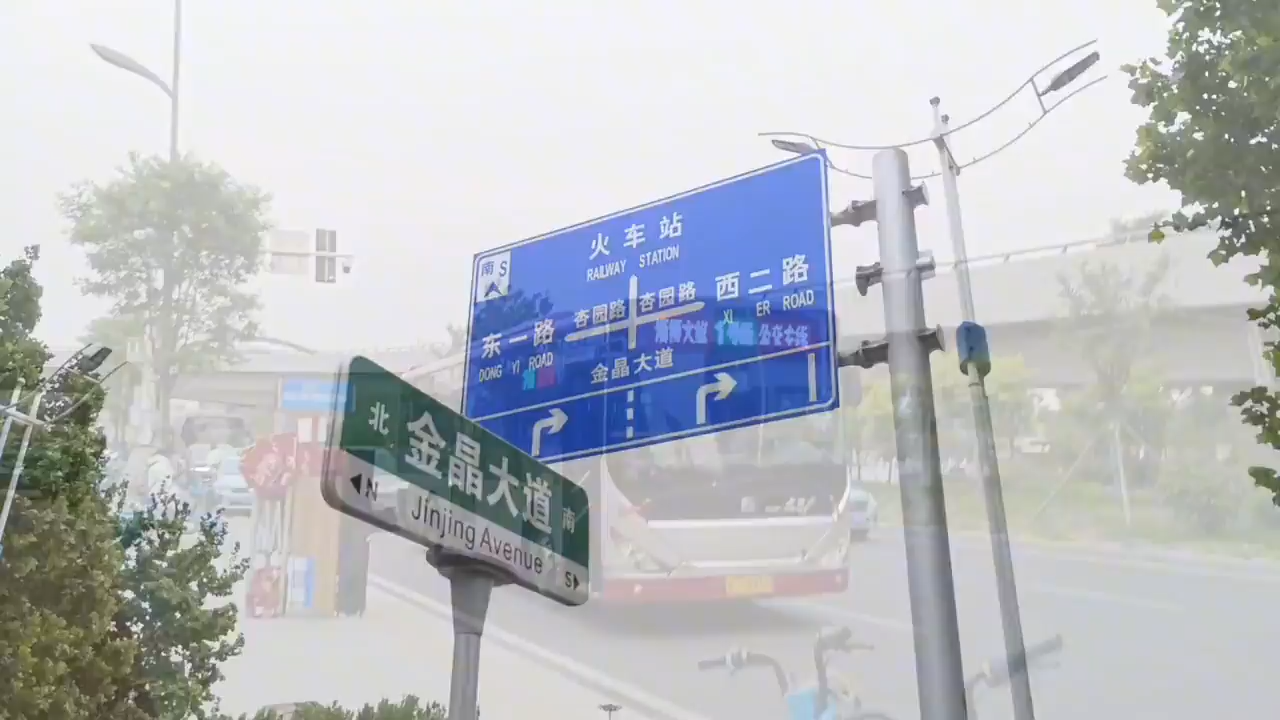 火车站
RAILWAY STATION
南 S
杏园路 杏园路
西二路
XI ER ROAD
东一路
DONG YI ROAD
金晶大道
北 金晶大道 南
N Jinjing Avenue S